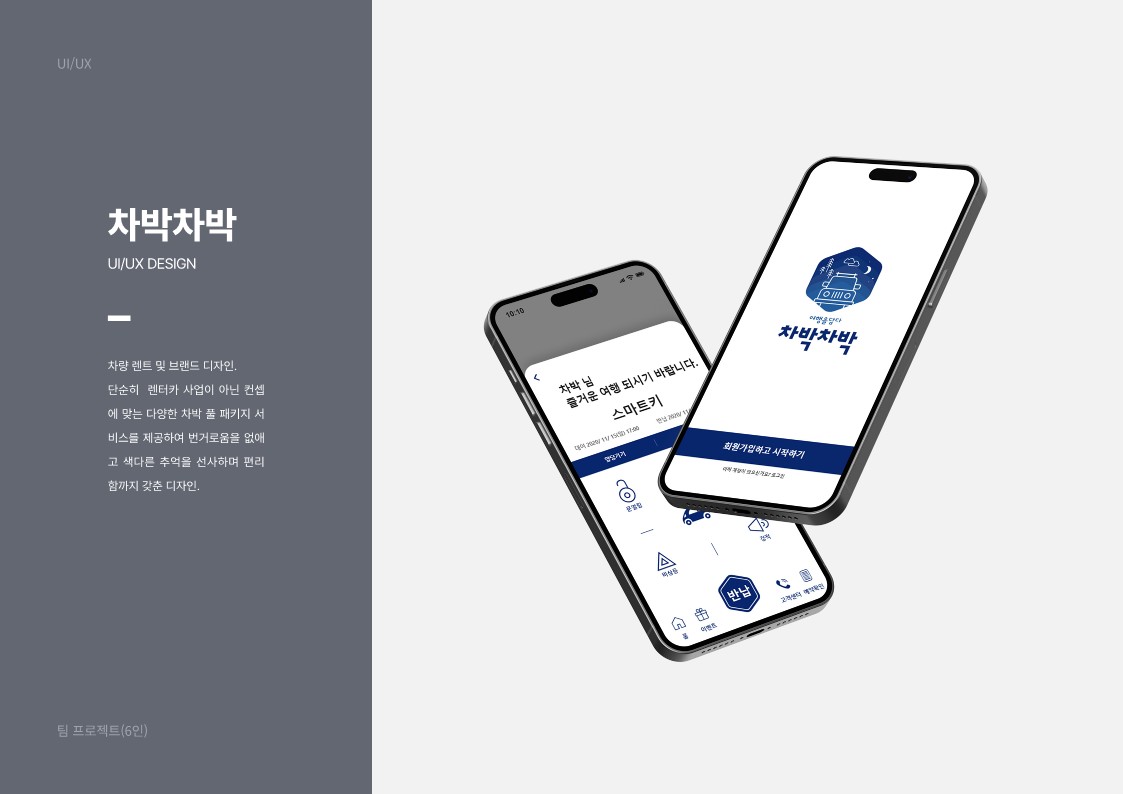 UI/UX
차박차박
UI/UX DESIGN
차량 렌트 및 브랜드 디자인.
단순히 렌터카 사업이 아닌 컨셉
에 맞는 다양한 차박 풀 패키지 서
비스를 제공하여 번거로움을 없애
고 색다른 추억을 선사하며 편리
함까지 갖춘 디자인.
팀 프로젝트(6인)
10:10
차박 님
즐거운 여행 되시기 바랍니다.
스마트키
대여 2020/ 11/ 15(일) 17:00
반납 2020/ 11/
문열림
비상등
경적
반납
홈
이벤트
고객센터
예약확인
여행을 담다
차박차박
회원가입하고 시작하기
이미 계정이 있으신가요? 로그인